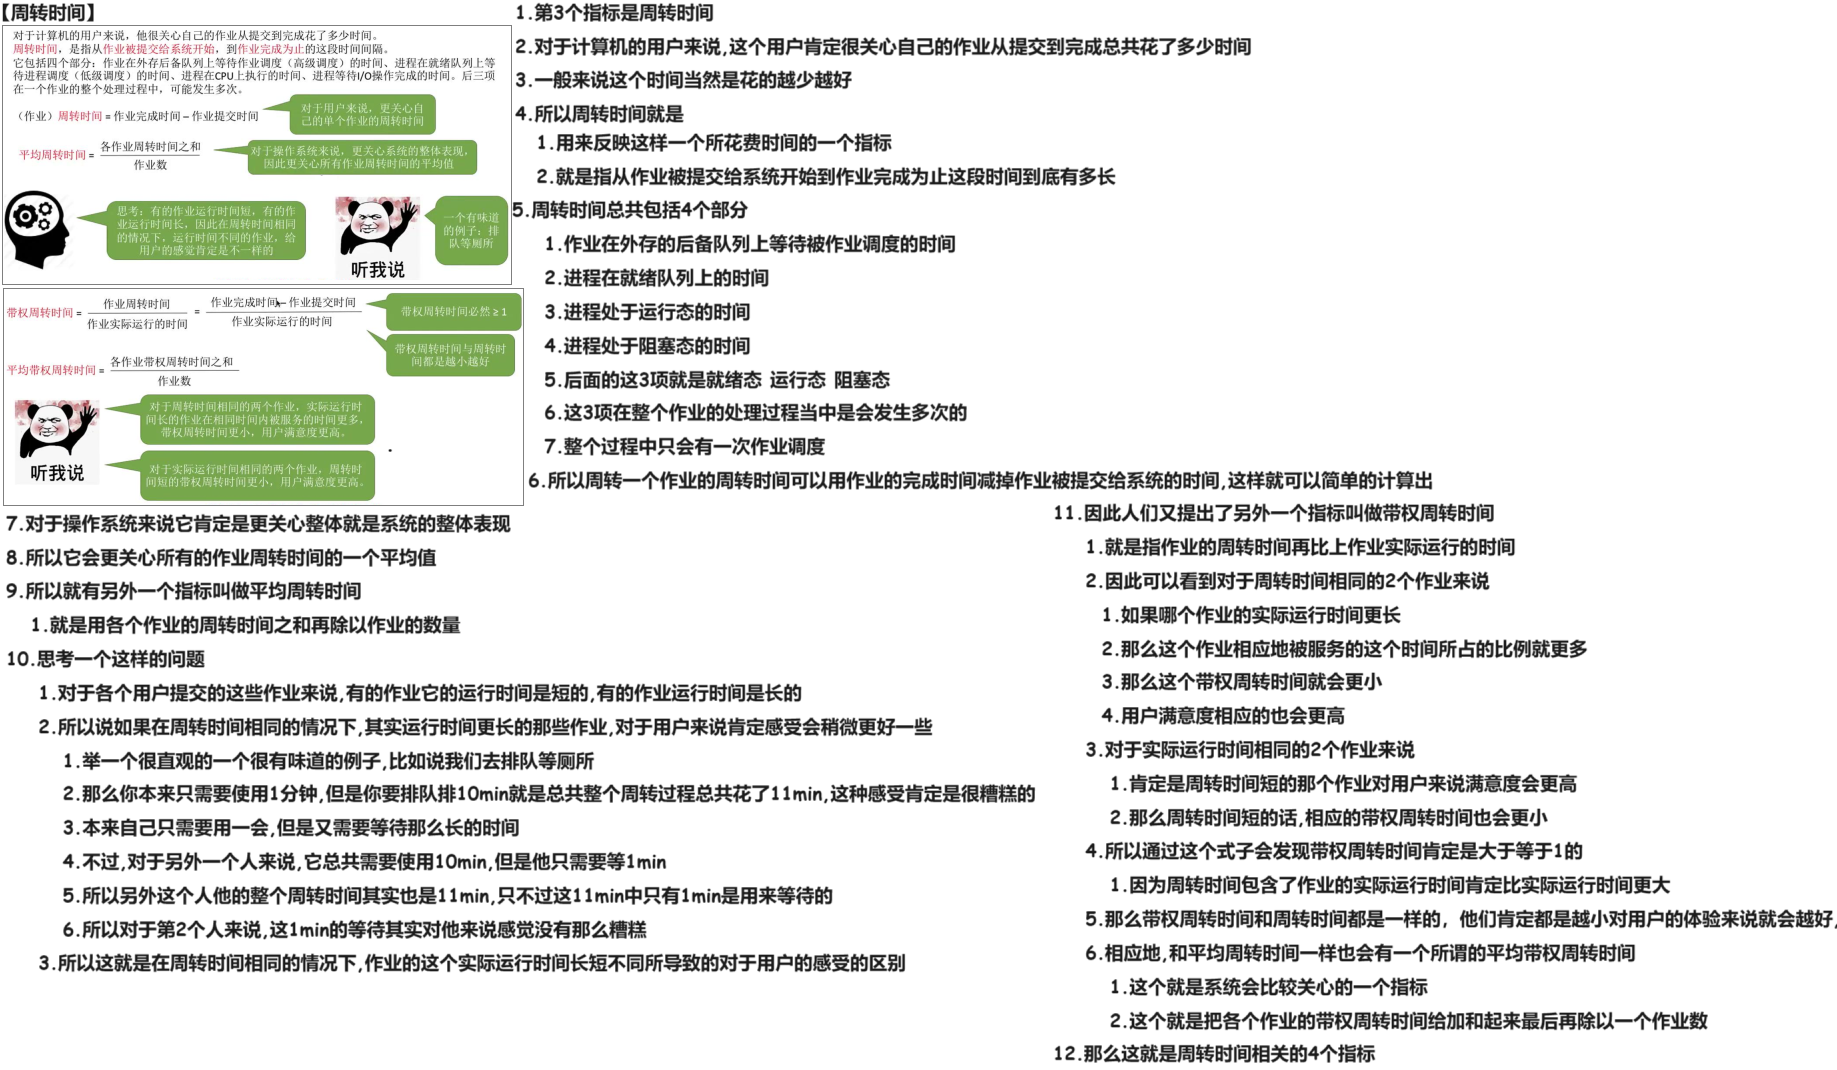 【周转时间】
对于计算机的用户来说，他很关心自己的作业从提交到完成花了多少时间。
周转时间，是指从作业被提交给系统开始，到作业完成为止的这段时间间隔。
它包括四个部分：作业在外存后备队列上等待作业调度（高级调度）的时间、进程在就绪队列上等
待进程调度（低级调度）的时间、进程在CPU上执行的时间、进程等待I/O操作完成的时间。后三项
在一个作业的整个处理过程中，可能发生多次。
（作业）周转时间 = 作业完成时间 – 作业提交时间
对于用户来说，更关心自
己的单个作业的周转时间
平均周转时间 = 各作业周转时间之和
作业数
对于操作系统来说，更关心系统的整体表现，
因此更关心所有作业周转时间的平均值
思考：有的作业运行时间短，有的作
业运行时间长，因此在周转时间相同
的情况下，运行时间不同的作业，给
用户的感觉肯定是不一样的
听我说
一个有味道
的例子：排
队等厕所
带权周转时间 = 作业周转时间
作业实际运行的时间
= 作业完成时间 – 作业提交时间
作业实际运行的时间
带权周转时间必然 ≥ 1
带权周转时间与周转时
间都是越小越好
平均带权周转时间 = 各作业带权周转时间之和
作业数
听我说
对于周转时间相同的两个作业，实际运行时
间长的作业在相同时间内被服务的时间更多，
带权周转时间更小，用户满意度更高。
对于实际运行时间相同的两个作业，周转时
间短的带权周转时间更小，用户满意度更高。
1.第3个指标是周转时间
2.对于计算机的用户来说,这个用户肯定很关心自己的作业从提交到完成总共花了多少时间
3.一般来说这个时间当然是花的越少越好
4.所以周转时间就是
1.用来反映这样一个所花费时间的一个指标
2.就是指从作业被提交给系统开始到作业完成为止这段时间到底有多长
5.周转时间总共包括4个部分
1.作业在外存的后备队列上等待被作业调度的时间
2.进程在就绪队列上的时间
3.进程处于运行态的时间
4.进程处于阻塞态的时间
5.后面的这3项就是就绪态 运行态 阻塞态
6.这3项在整个作业的处理过程当中是会发生多次的
7.整个过程中只会有一次作业调度
6.所以周转一个作业的周转时间可以用作业的完成时间减掉作业被提交给系统的时间,这样就可以简单的计算出
7.对于操作系统来说它肯定是更关心整体就是系统的整体表现
8.所以它会更关心所有的作业周转时间的一个平均值
9.所以就有另外一个指标叫做平均周转时间
1.就是用各个作业的周转时间之和再除以作业的数量
10.思考一个这样的问题
1.对于各个用户提交的这些作业来说,有的作业它的运行时间是短的,有的作业运行时间是长的
2.所以说如果在周转时间相同的情况下,其实运行时间更长的那些作业,对于用户来说肯定感受会稍微更好一些
1.举一个很直观的一个很有味道的例子,比如说我们去排队等厕所
2.那么你本来只需要使用1分钟,但是你要排队排10min就是总共整个周转过程总共花了11min,这种感受肯定是很糟糕的
3.本来自己只需要用一会,但是又需要等待那么长的时间
4.不过,对于另外一个人来说,它总共需要使用10min,但是他只需要等1min
5.所以另外这个人他的整个周转时间其实也是11min,只不过这11min中只有1min是用来等待的
6.所以对于第2个人来说,这1min的等待其实对他来说感觉没有那么糟糕
3.所以这就是在周转时间相同的情况下,作业的这个实际运行时间长短不同所导致的对于用户的感受的区别
11.因此人们又提出了另外一个指标叫做带权周转时间
1.就是指作业的周转时间再比上作业实际运行的时间
2.因此可以看到对于周转时间相同的2个作业来说
1.如果哪个作业的实际运行时间更长
2.那么这个作业相应地被服务的这个时间所占的比例就更多
3.那么这个带权周转时间就会更小
4.用户满意度相应的也会更高
3.对于实际运行时间相同的2个作业来说
1.肯定是周转时间短的那个作业对用户来说满意度会更高
2.那么周转时间短的话,相应的带权周转时间也会更小
4.所以通过这个式子会发现带权周转时间肯定是大于等于1的
1.因为周转时间包含了作业的实际运行时间肯定比实际运行时间更大
5.那么带权周转时间和周转时间都是一样的，他们肯定都是越小对用户的体验来说就会越好,
6.相应地,和平均周转时间一样也会有一个所谓的平均带权周转时间
1.这个就是系统会比较关心的一个指标
2.这个就是把各个作业的带权周转时间给加和起来最后再除以一个作业数
12.那么这就是周转时间相关的4个指标